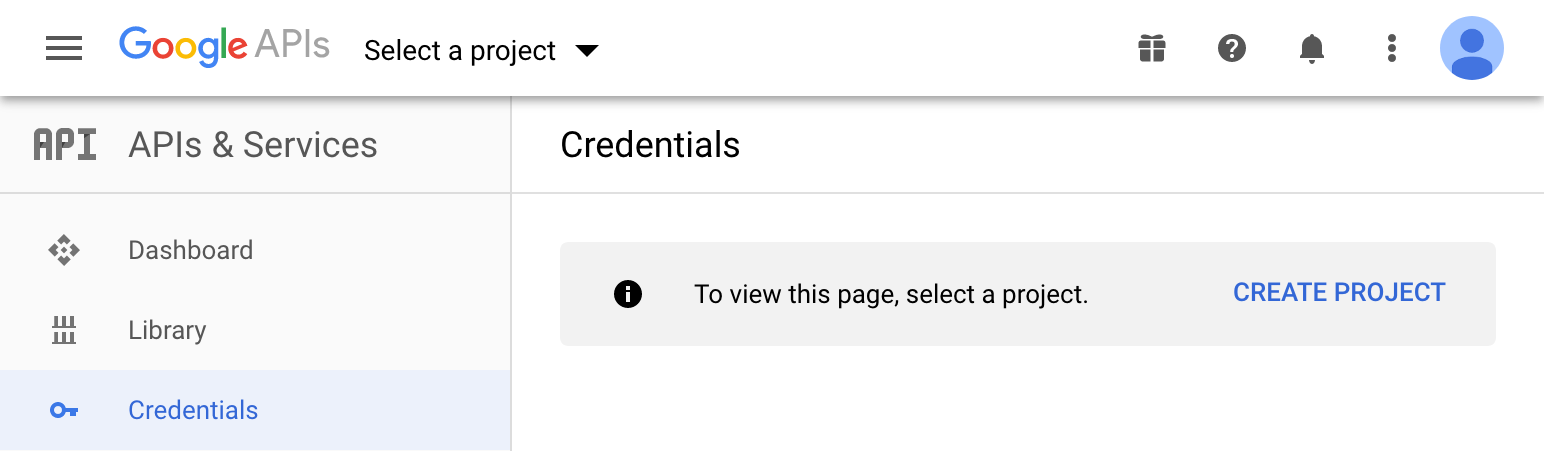 Google APIs Select a project
API APIs & Services
Credentials
Dashboard
Library
Credentials
To view this page, select a project. CREATE PROJECT